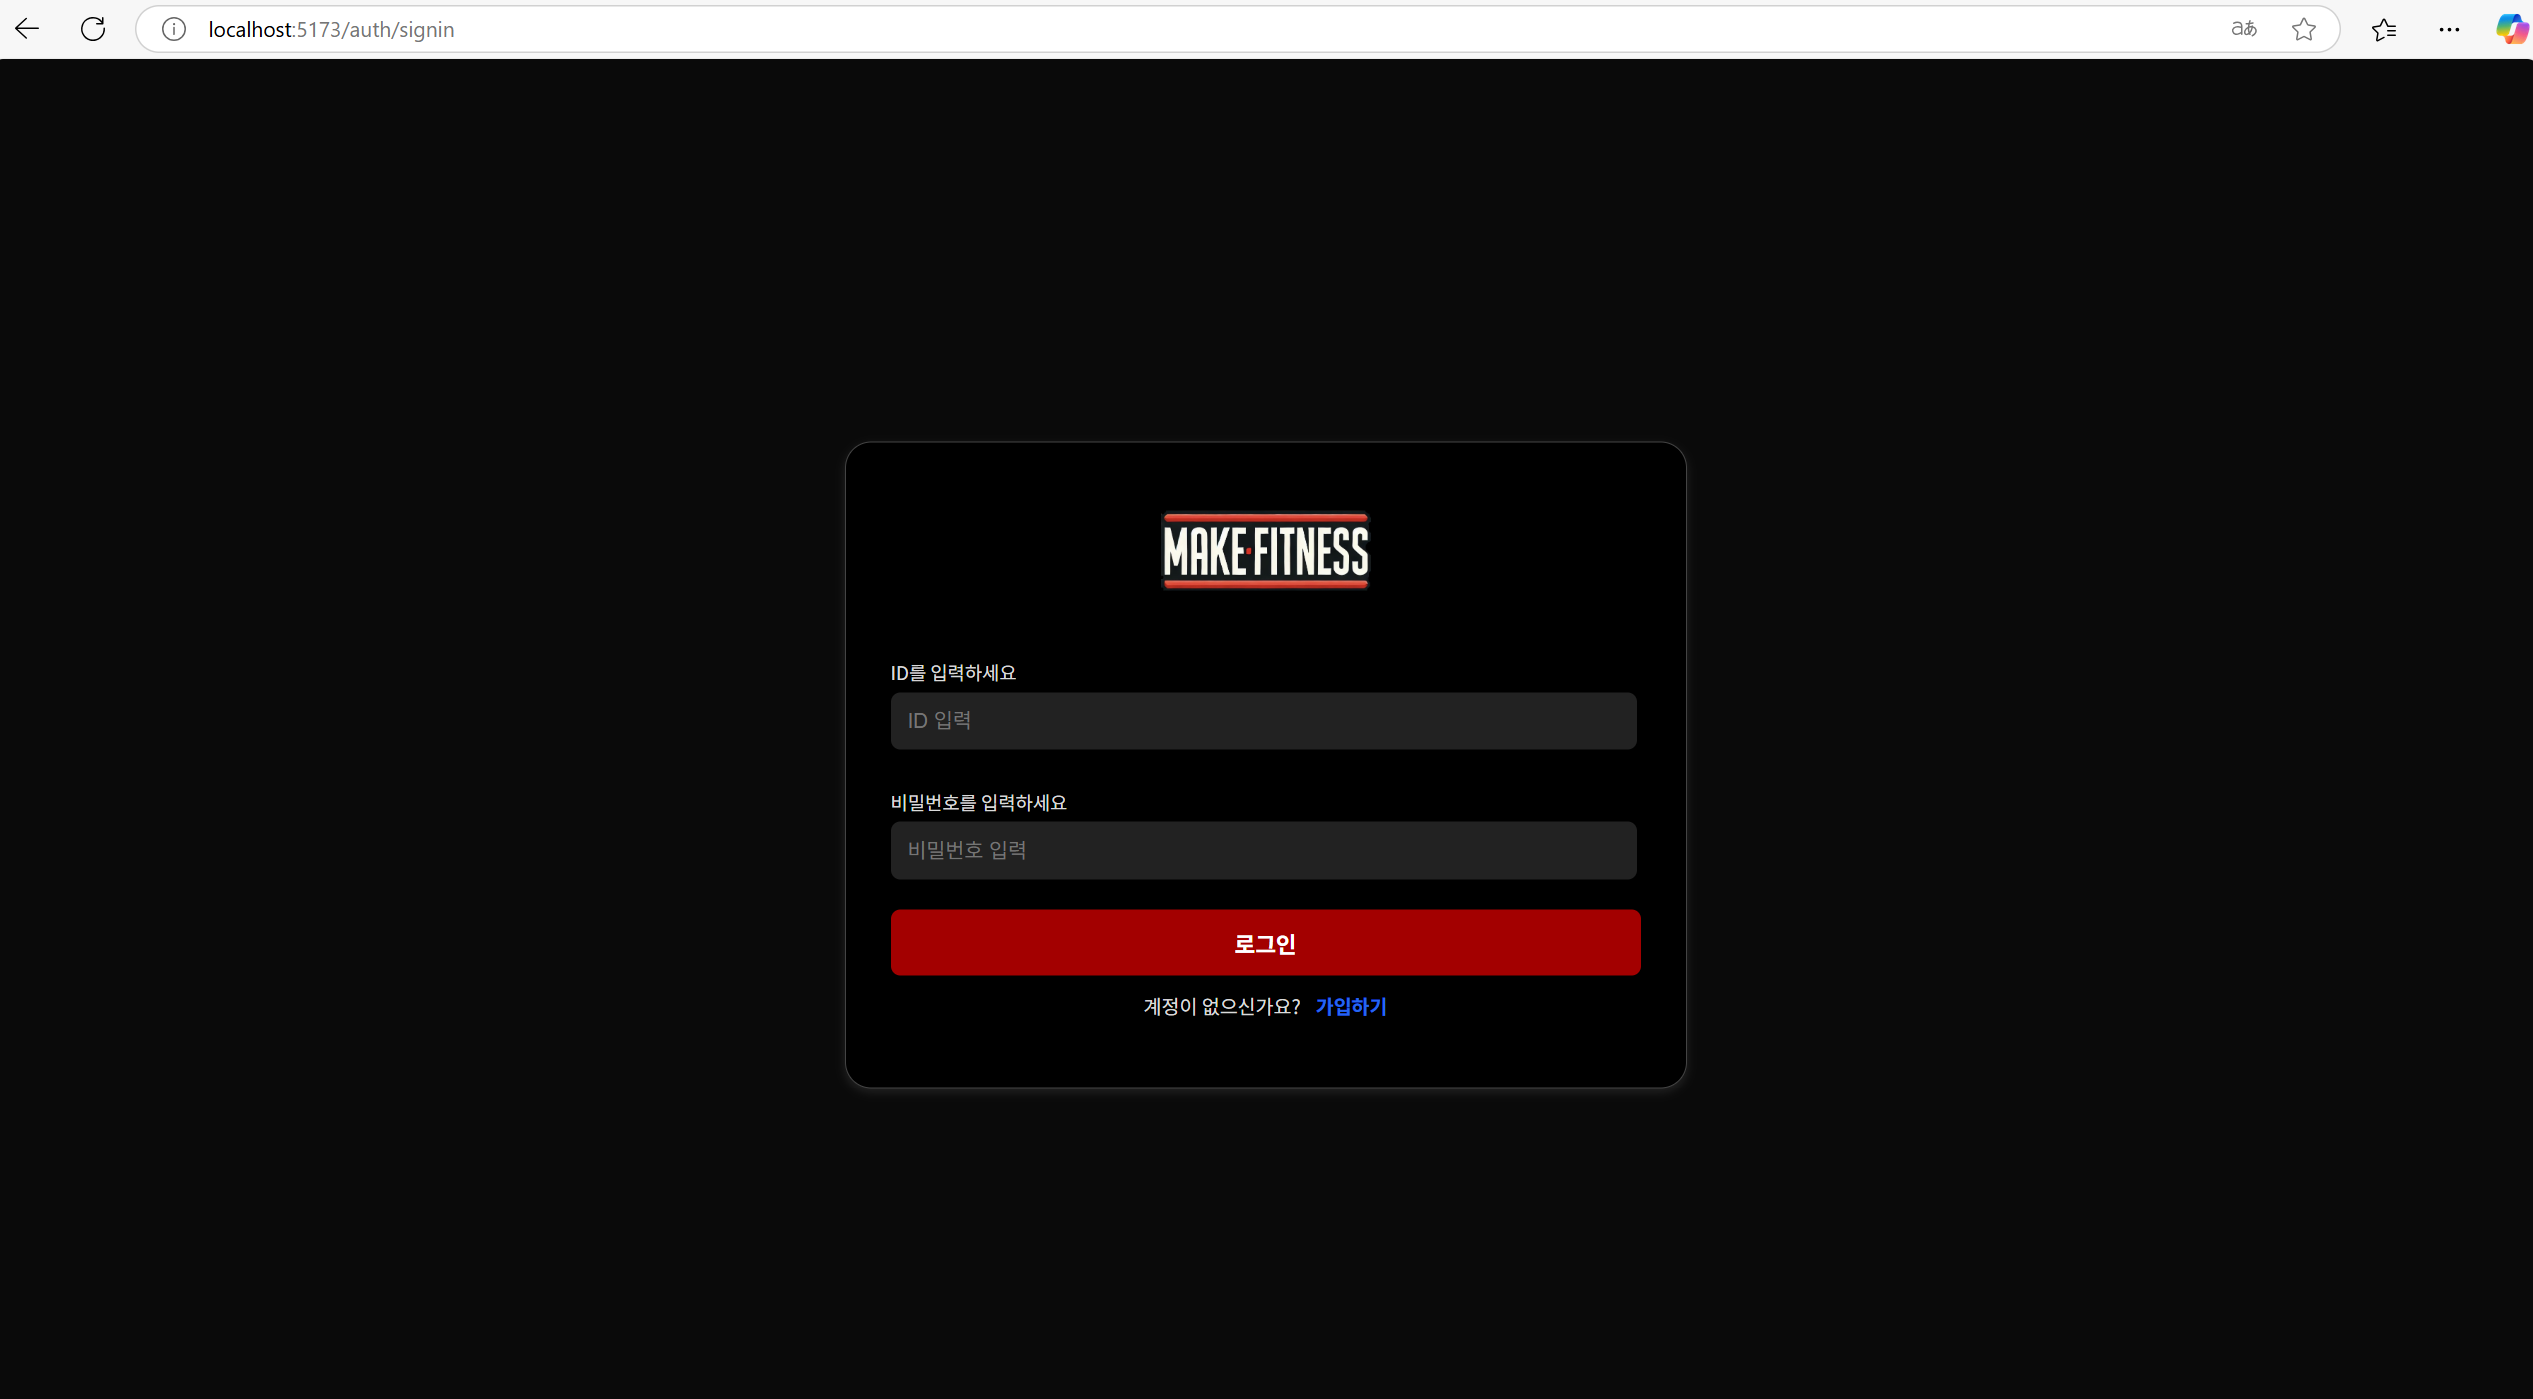 localhost:5173/auth/signin
aあ
MAKE·FITNESS
ID를 입력하세요
ID 입력
비밀번호를 입력하세요
비밀번호 입력
로그인
계정이 없으신가요? 가입하기